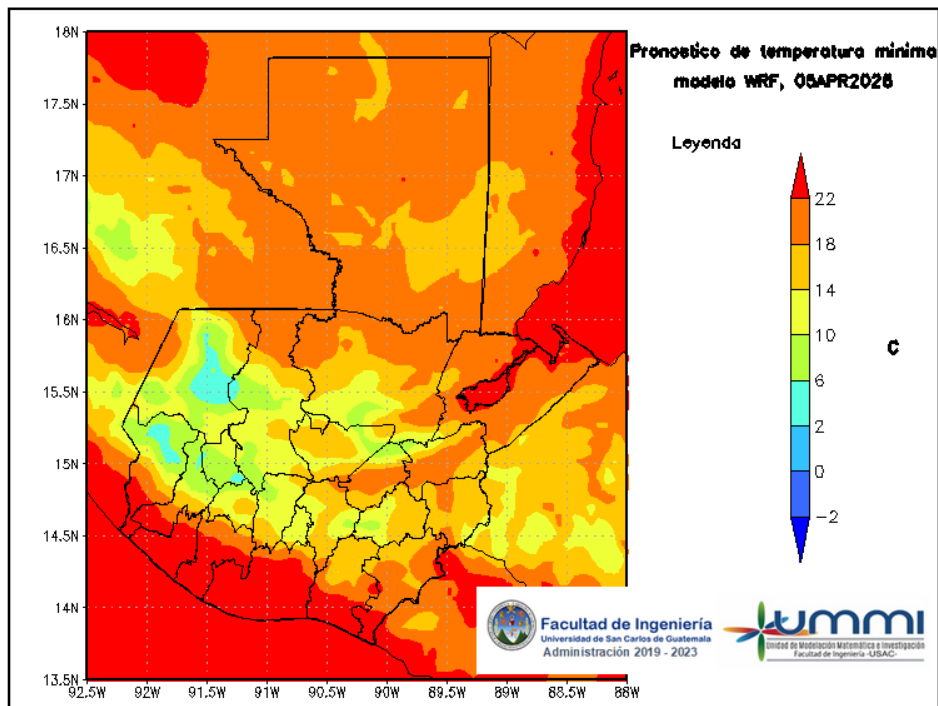 Pronostico de temperatura minima
modelo WRF, 05APR2026
Leyenda
22
18
14
10
6
2
0
-2
C
18N
17.5N
17N
16.5N
16N
15.5N
15N
14.5N
14N
13.5N
92.5W 92W 91.5W 91W 90.5W 90W 89.5W 89W 88.5W 88W
Facultad de Ingeniería
Universidad de San Carlos de Guatemala
Administración 2019 - 2023
ummi
Unidad de Modelación Matemática e Investigación
Facultad de Ingeniería -USAC-